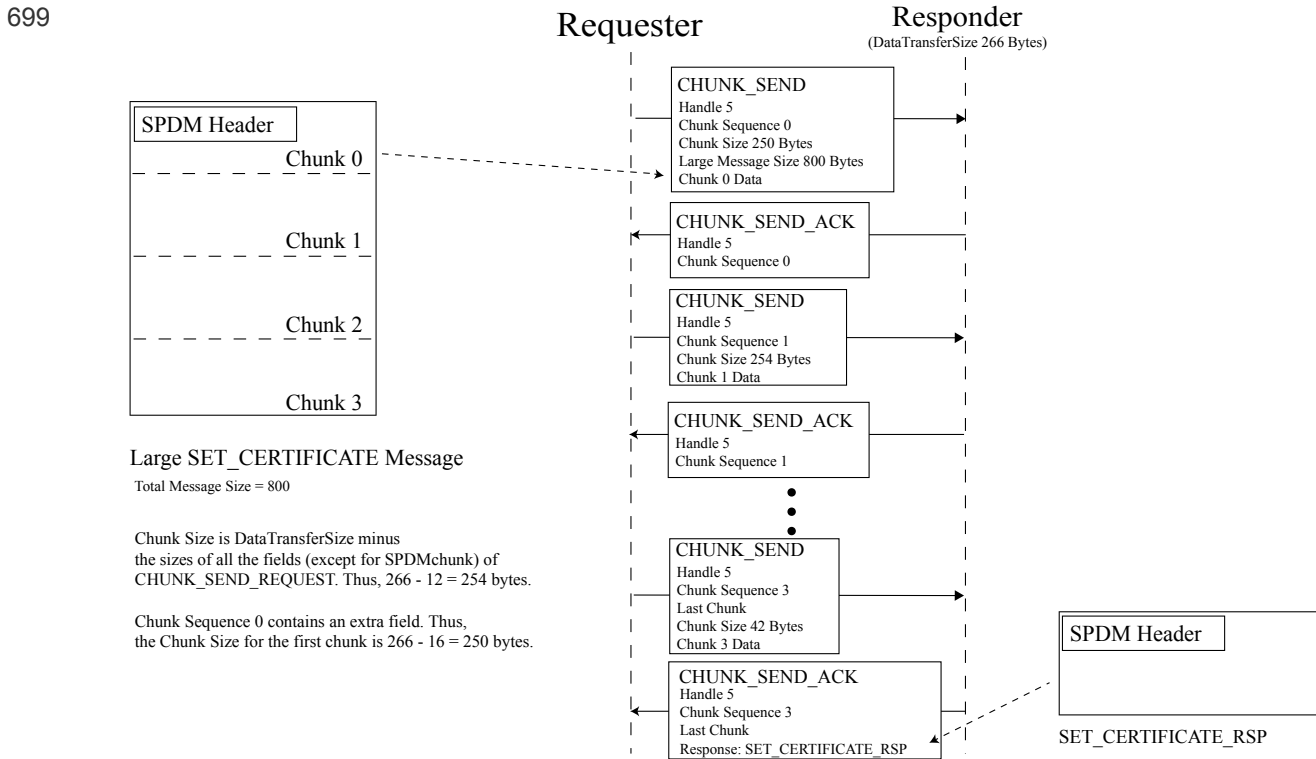 699
Requester
Responder
(DataTransferSize 266 Bytes)
SPDM Header
Chunk 0
Chunk 1
Chunk 2
Chunk 3
Large SET_CERTIFICATE Message
Total Message Size = 800
Chunk Size is DataTransferSize minus
the sizes of all the fields (except for SPDMchunk) of
CHUNK_SEND_REQUEST. Thus, 266 - 12 = 254 bytes.
Chunk Sequence 0 contains an extra field. Thus,
the Chunk Size for the first chunk is 266 - 16 = 250 bytes.
CHUNK_SEND
Handle 5
Chunk Sequence 0
Chunk Size 250 Bytes
Large Message Size 800 Bytes
Chunk 0 Data
CHUNK_SEND_ACK
Handle 5
Chunk Sequence 0
CHUNK_SEND
Handle 5
Chunk Sequence 1
Chunk Size 254 Bytes
Chunk 1 Data
CHUNK_SEND_ACK
Handle 5
Chunk Sequence 1
CHUNK_SEND
Handle 5
Chunk Sequence 3
Last Chunk
Chunk Size 42 Bytes
Chunk 3 Data
CHUNK_SEND_ACK
Handle 5
Chunk Sequence 3
Last Chunk
Response: SET_CERTIFICATE_RSP
SPDM Header
SET_CERTIFICATE_RSP